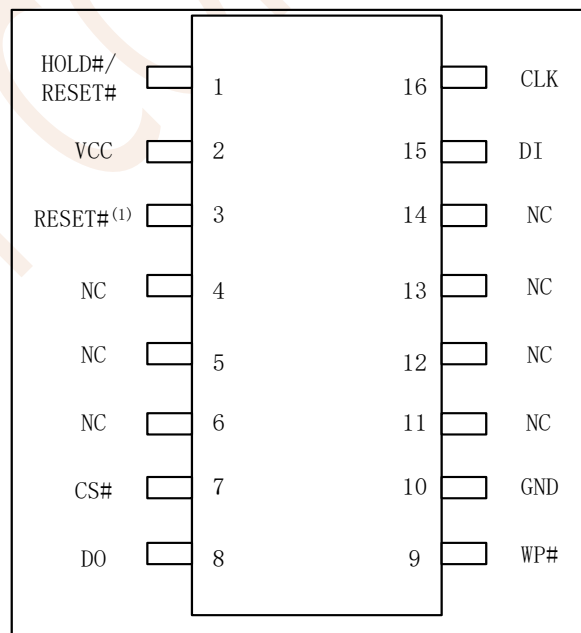 HOLD#/
RESET# 1 16 CLK
VCC 2 15 DI
RESET#(1) 3 14 NC
NC 4 13 NC
NC 5 12 NC
NC 6 11 NC
CS# 7 10 GND
DO 8 9 WP#